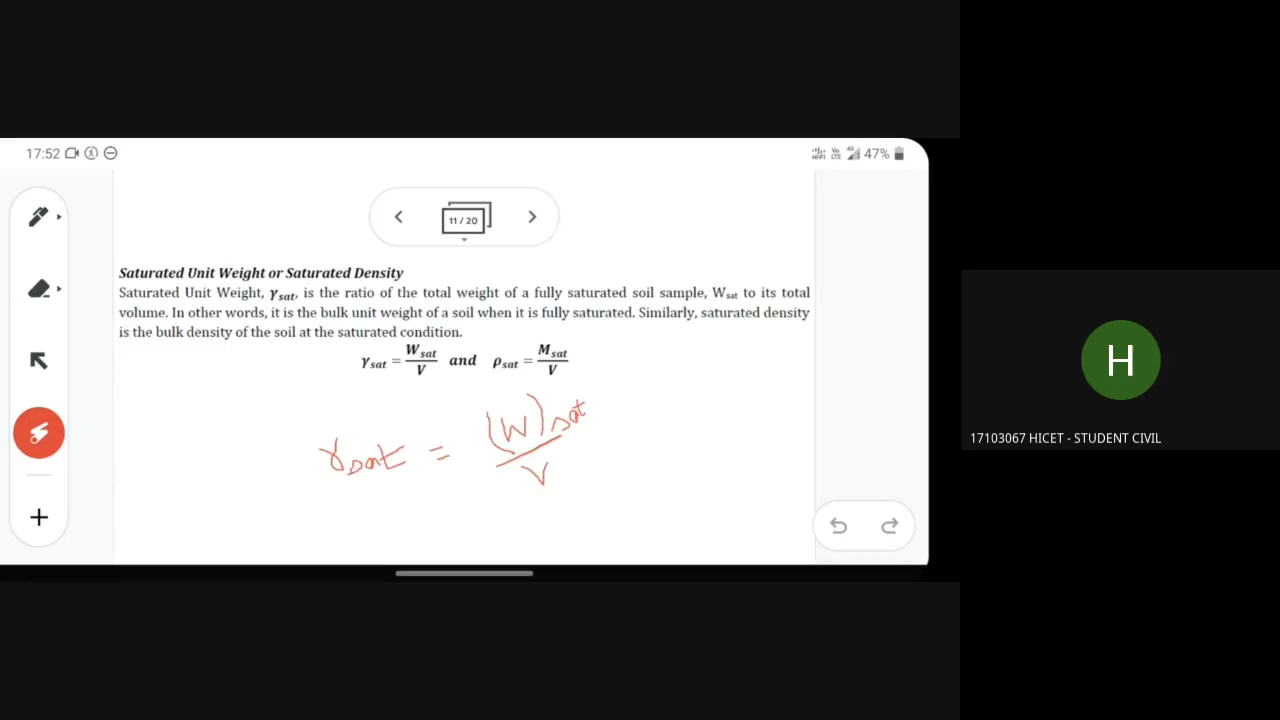 17:52
47%
11 / 20
Saturated Unit Weight or Saturated Density
Saturated Unit Weight, γsat, is the ratio of the total weight of a fully saturated soil sample, Wsat to its total
volume. In other words, it is the bulk unit weight of a soil when it is fully saturated. Similarly, saturated density
is the bulk density of the soil at the saturated condition.
γsat = Wsat/V and ρsat = Msat/V
γsat = (W)sat/V
H
17103067 HICET - STUDENT CIVIL